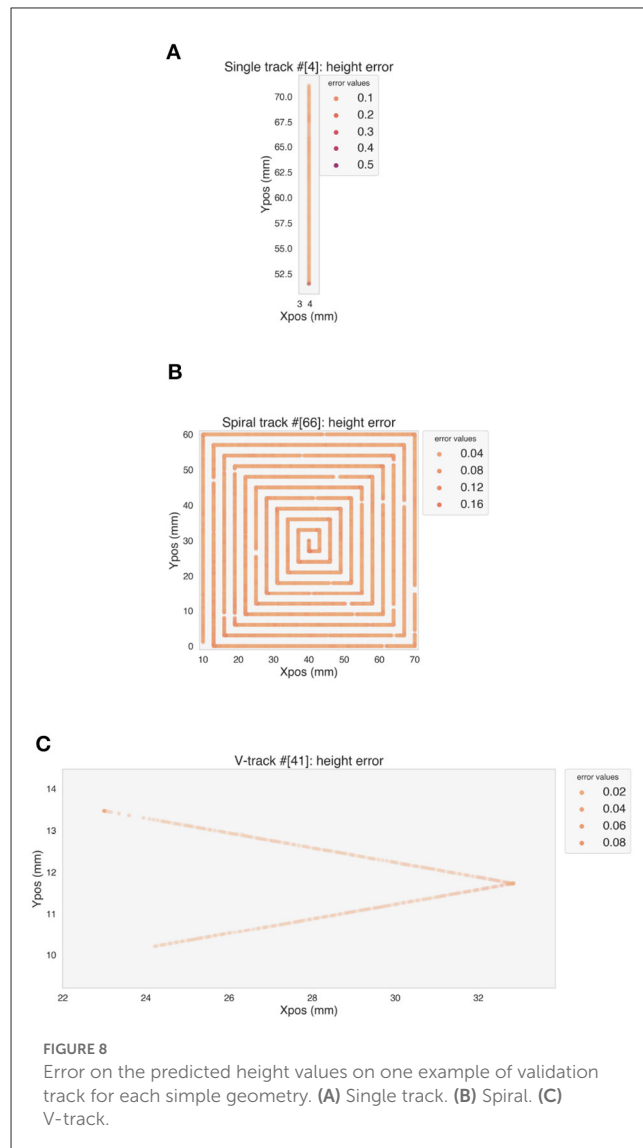 A
Single track #[4]: height error
error values
0.1
0.2
0.3
0.4
0.5
70.0
67.5
65.0
62.5
60.0
57.5
55.0
52.5
Ypos (mm)
3 4
Xpos (mm)
B
Spiral track #[66]: height error
error values
0.04
0.08
0.12
0.16
60
50
40
30
20
10
0
Ypos (mm)
10 20 30 40 50 60 70
Xpos (mm)
C
V-track #[41]: height error
error values
0.02
0.04
0.06
0.08
14
13
12
11
10
Ypos (mm)
22 24 26 28 30 32
Xpos (mm)
FIGURE 8
Error on the predicted height values on one example of validation
track for each simple geometry. (A) Single track. (B) Spiral. (C)
V-track.